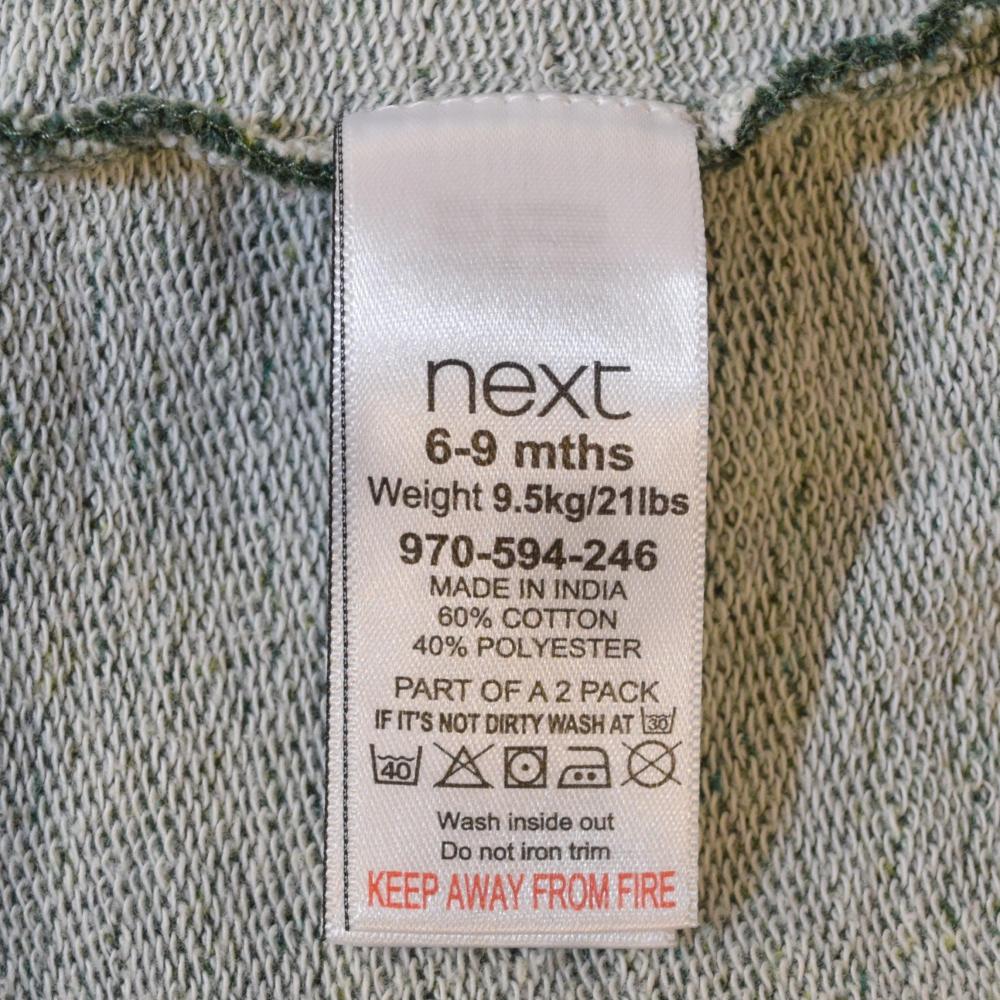 next
6-9 mths
Weight 9.5kg/21lbs
970-594-246
MADE IN INDIA
60% COTTON
40% POLYESTER
PART OF A 2 PACK
IF IT'S NOT DIRTY WASH AT 30
40
Wash inside out
Do not iron trim
KEEP AWAY FROM FIRE